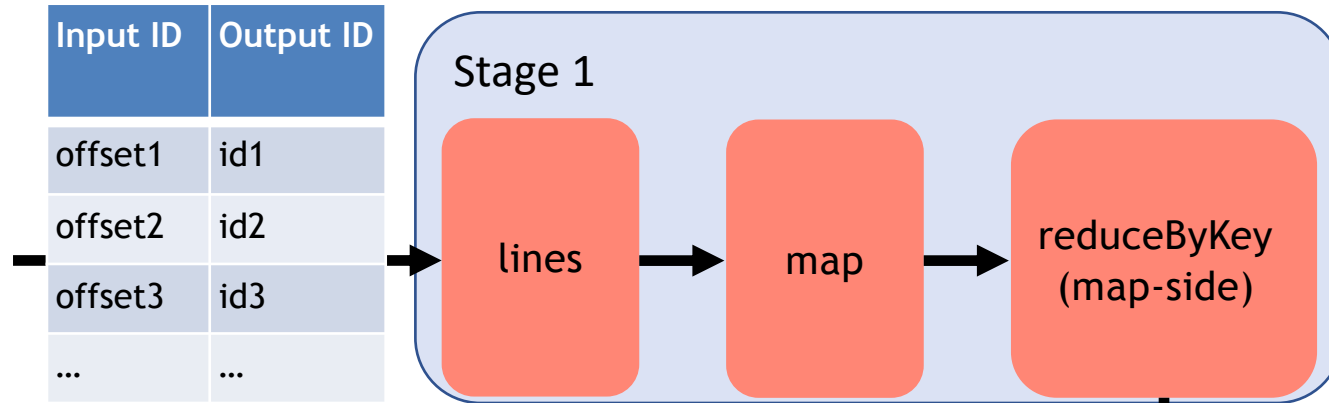 Input ID Output ID
offset1 id1
offset2 id2
offset3 id3
… …
Stage 1
lines
map
reduceByKey
(map-side)